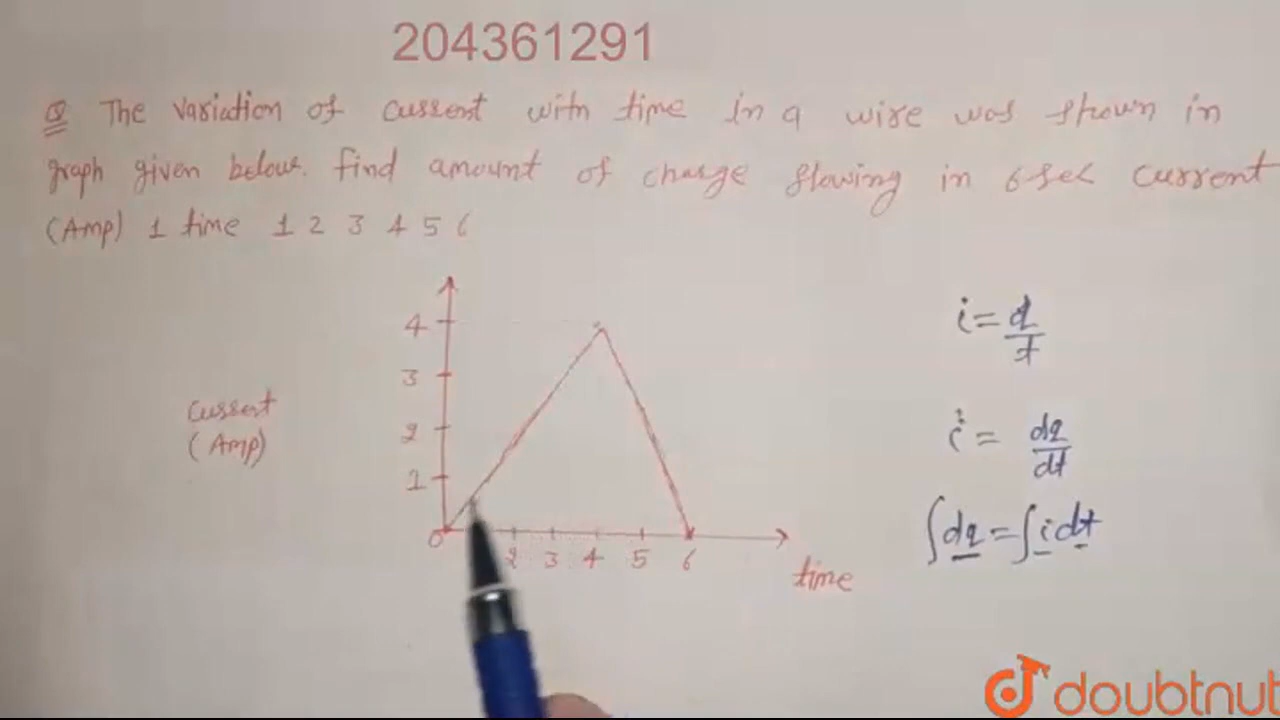 204361291
Q The variation of current with time in a wire was shown in
graph given below. find amount of charge flowing in 6 sec current
(Amp) 1 time 1 2 3 4 5 6
4
3
2
1
0
current
(Amp)
2 3 4 5 6
time
i = q/t
i = dq/dt
∫dq = ∫i dt
doubtnut